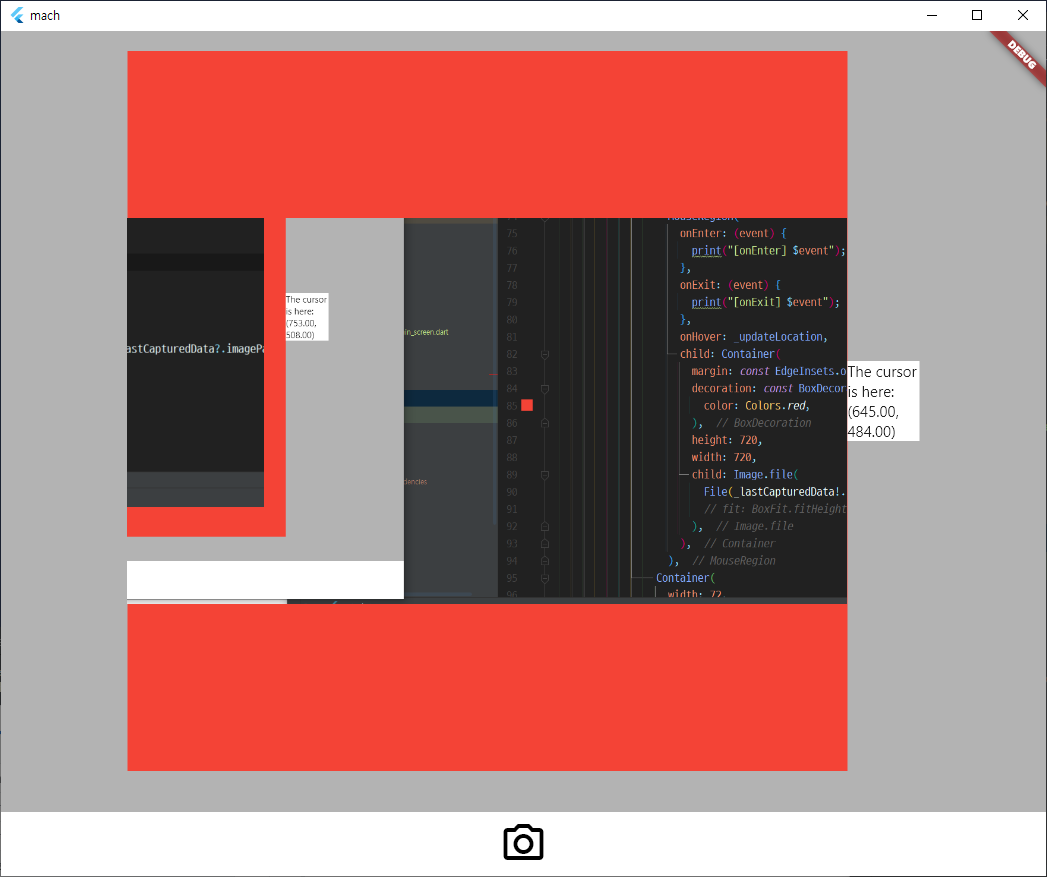 mach
DEBUG
75 onEnter: (event) {
76 print("[onEnter] $event");
77 },
78 onExit: (event) {
79 print("[onExit] $event");
80 },
81 onHover: _updateLocation,
82 child: Container(
83 margin: const EdgeInsets.o
84 decoration: const BoxDecor
85 color: Colors.red,
86 ), // BoxDecoration
87 height: 720,
88 width: 720,
89 child: Image.file(
90 File(_lastCapturedData!.
91 // fit: BoxFit.fitHeight
92 ), // Image.file
93 ), // Container
94 ), // MouseRegion
95 Container(
96 width: 72
The cursor
is here:
(753.00,
508.00)
in_screen.dart
astCapturedData?.imagePa
dencies
The cursor
is here:
(645.00,
484.00)